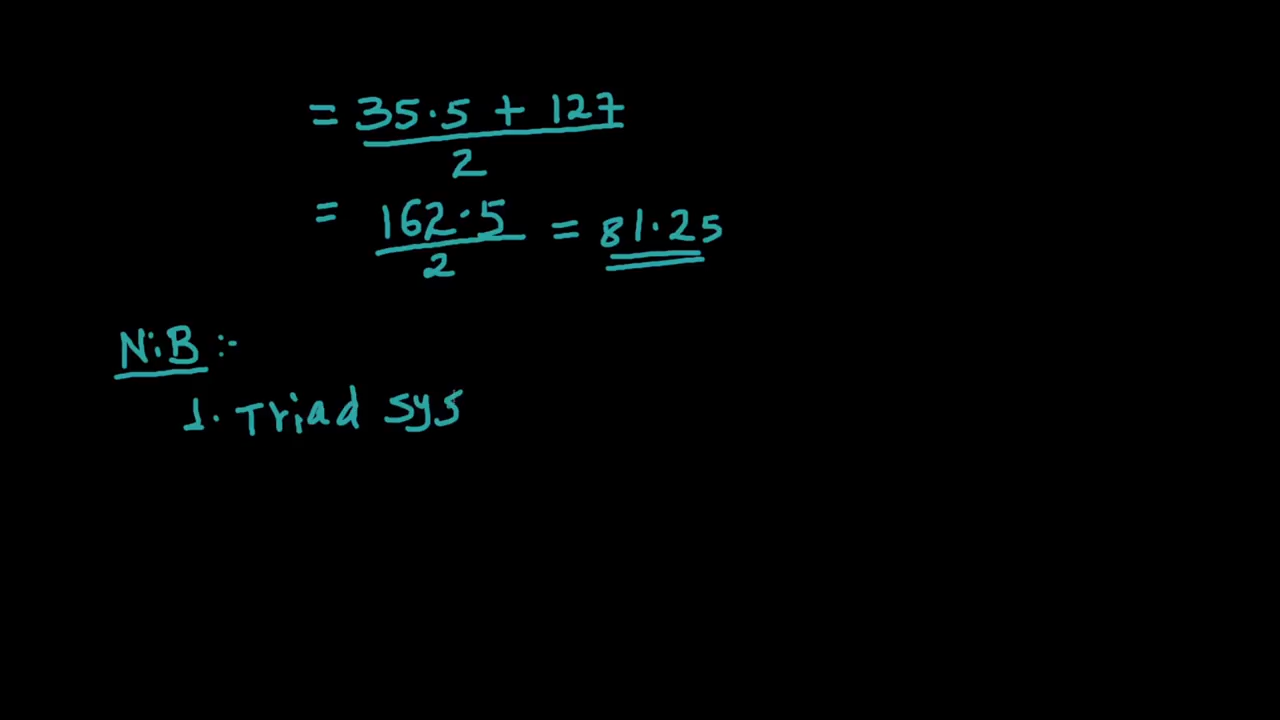 = 35.5 + 127
2
= 162.5 = 81.25
2
N:B :-
1. Triad sys